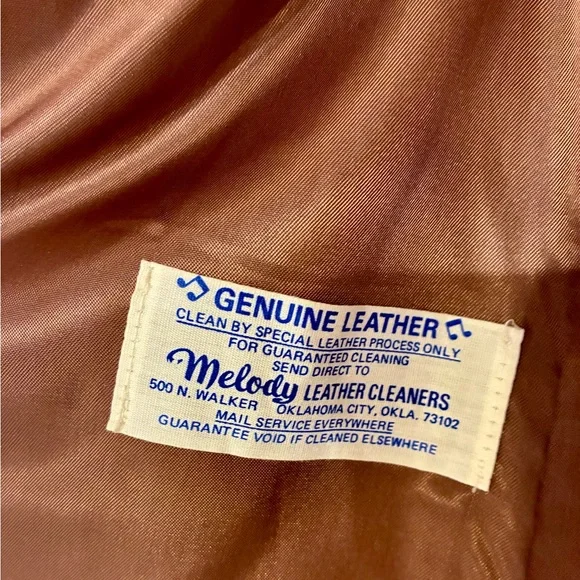 GENUINE LEATHER
CLEAN BY SPECIAL LEATHER PROCESS ONLY
FOR GUARANTEED CLEANING
SEND DIRECT TO
Melody LEATHER CLEANERS
500 N. WALKER OKLAHOMA CITY, OKLA. 73102
MAIL SERVICE EVERYWHERE
GUARANTEE VOID IF CLEANED ELSEWHERE